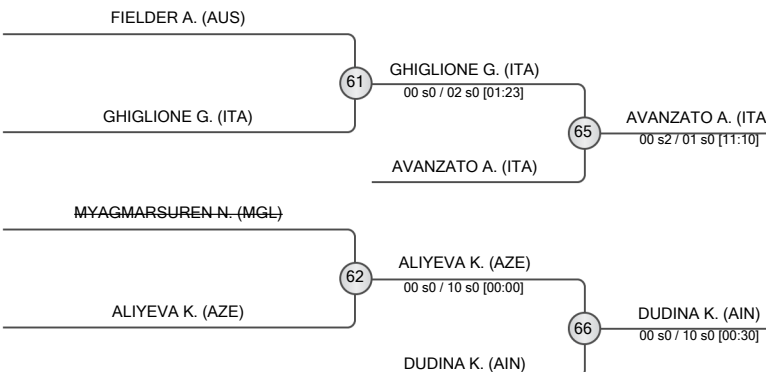 FIELDER A. (AUS)
61
GHIGLIONE G. (ITA)
00 s0 / 02 s0 [01:23]
GHIGLIONE G. (ITA)
65
AVANZATO A. (ITA
00 s2 / 01 s0 [11:10]
AVANZATO A. (ITA)
MYAGMARSUREN N. (MGL)
62
ALIYEVA K. (AZE)
00 s0 / 10 s0 [00:00]
ALIYEVA K. (AZE)
66
DUDINA K. (AIN)
00 s0 / 10 s0 [00:30]
DUDINA K. (AIN)